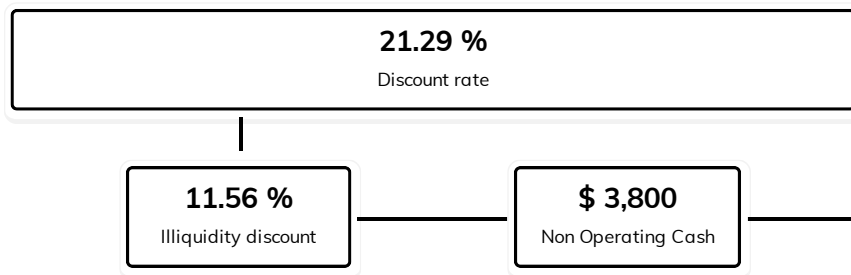 21.29 %
Discount rate
11.56 %
Illiquidity discount
$ 3,800
Non Operating Cash